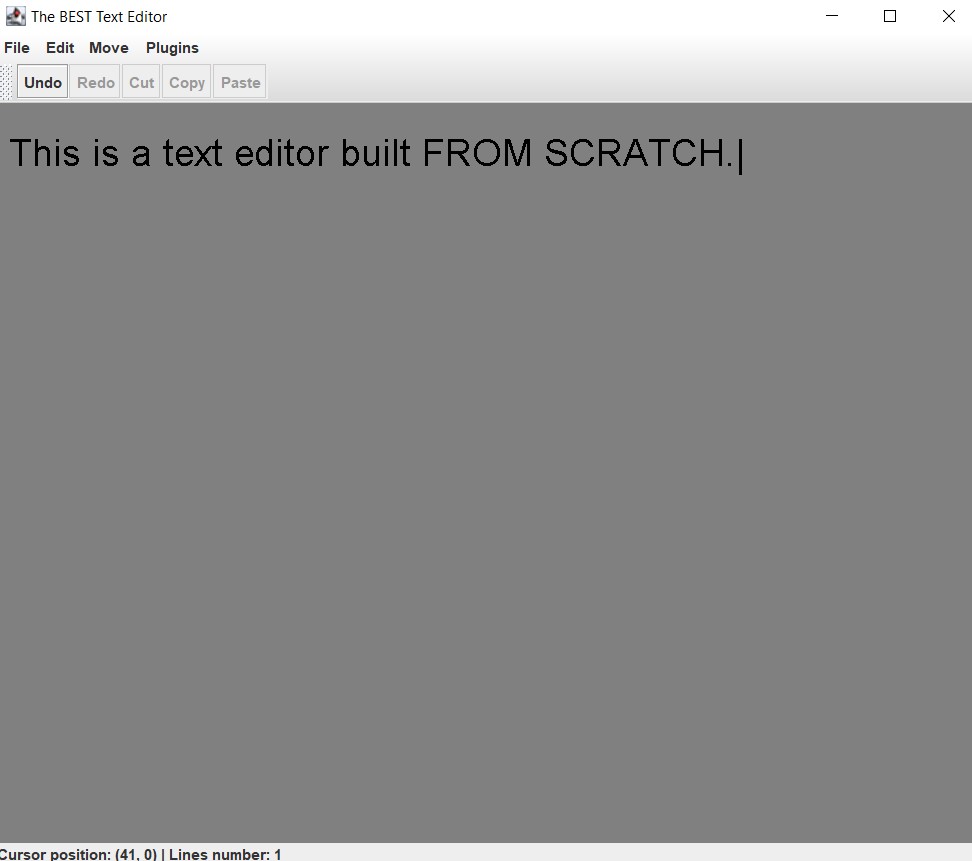 The BEST Text Editor
File Edit Move Plugins
Undo Redo Cut Copy Paste
This is a text editor built FROM SCRATCH.|
Cursor position: (41, 0) | Lines number: 1